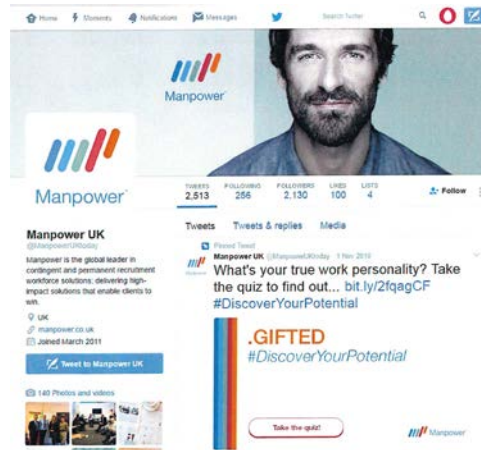 Home Moments Notifications Messages Search Twitter
Manpower
Manpower
TWEETS FOLLOWING FOLLOWERS LIKES LISTS
2,513 256 2,130 100 4
Follow
Manpower UK
@ManpowerUKtoday
Manpower is the global leader in
contingent and permanent recruitment
workforce solutions; delivering high-
impact solutions that enable clients to
win.
UK
manpower.co.uk
Joined March 2011
Tweet to Manpower UK
140 Photos and videos
Tweets Tweets & replies Media
Pinned Tweet
Manpower UK @ManpowerUKtoday · 1 Nov
What's your true work personality? Take
the quiz to find out... bit.ly/2fqagCF
#DiscoverYourPotential
.GIFTED
#DiscoverYourPotential
Take the quiz!
Manpower